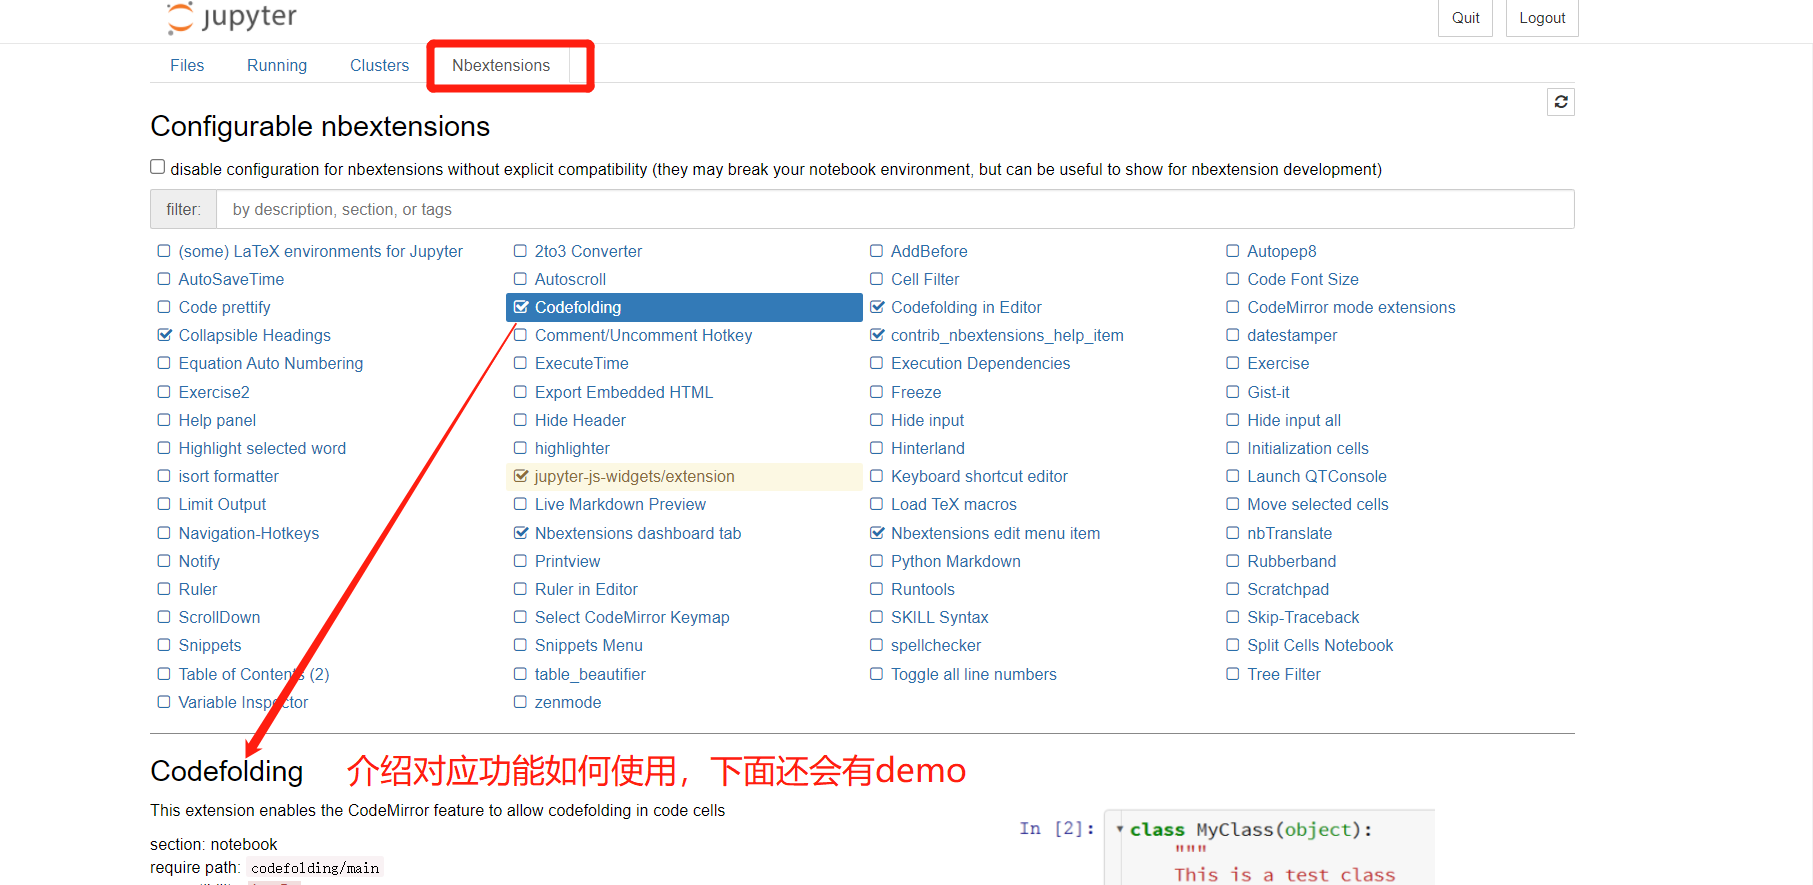 jupyter
Quit
Logout
Files
Running
Clusters
Nbextensions
Configurable nbextensions
disable configuration for nbextensions without explicit compatibility (they may break your notebook environment, but can be useful to show for nbextension development)
filter:
by description, section, or tags
(some) LaTeX environments for Jupyter
2to3 Converter
AddBefore
Autopep8
AutoSaveTime
Autoscroll
Cell Filter
Code Font Size
Code prettify
Codefolding
Codefolding in Editor
CodeMirror mode extensions
Collapsible Headings
Comment/Uncomment Hotkey
contrib_nbextensions_help_item
datestamper
Equation Auto Numbering
ExecuteTime
Execution Dependencies
Exercise
Exercise2
Export Embedded HTML
Freeze
Gist-it
Help panel
Hide Header
Hide input
Hide input all
Highlight selected word
highlighter
Hinterland
Initialization cells
isort formatter
jupyter-js-widgets/extension
Keyboard shortcut editor
Launch QTConsole
Limit Output
Live Markdown Preview
Load TeX macros
Move selected cells
Navigation-Hotkeys
Nbextensions dashboard tab
Nbextensions edit menu item
nbTranslate
Notify
Printview
Python Markdown
Rubberband
Ruler
Ruler in Editor
Runtools
Scratchpad
ScrollDown
Select CodeMirror Keymap
SKILL Syntax
Skip-Traceback
Snippets
Snippets Menu
spellchecker
Split Cells Notebook
Table of Contents (2)
table_beautifier
Toggle all line numbers
Tree Filter
Variable Inspector
zenmode
Codefolding
介绍对应功能如何使用，下面还会有demo
This extension enables the CodeMirror feature to allow codefolding in code cells
section: notebook
require path: codefolding/main
In [2]:
class MyClass(object):
"""
This is a test class